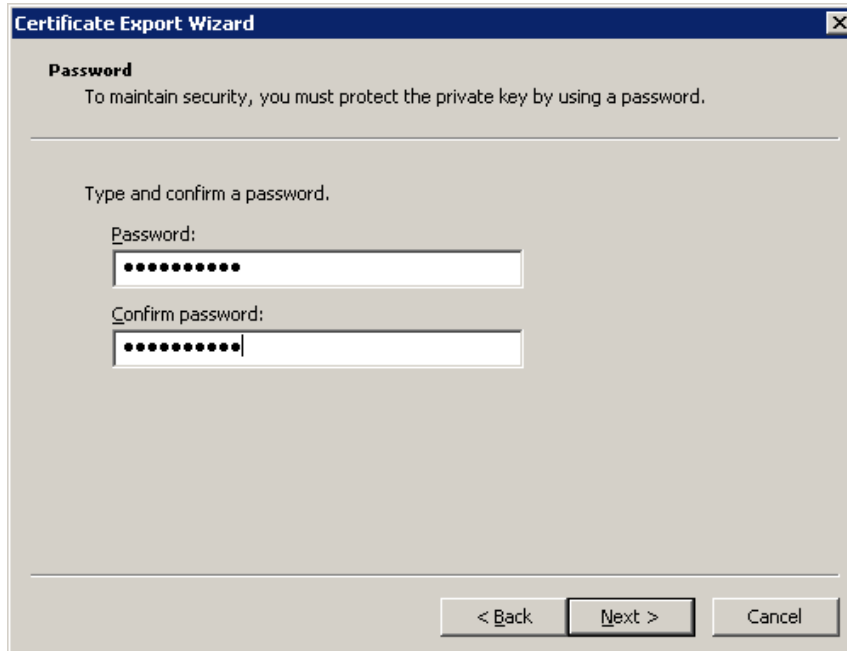 Certificate Export Wizard
Password
To maintain security, you must protect the private key by using a password.
Type and confirm a password.
Password:
●●●●●●●●●●
Confirm password:
●●●●●●●●●●
< Back Next > Cancel